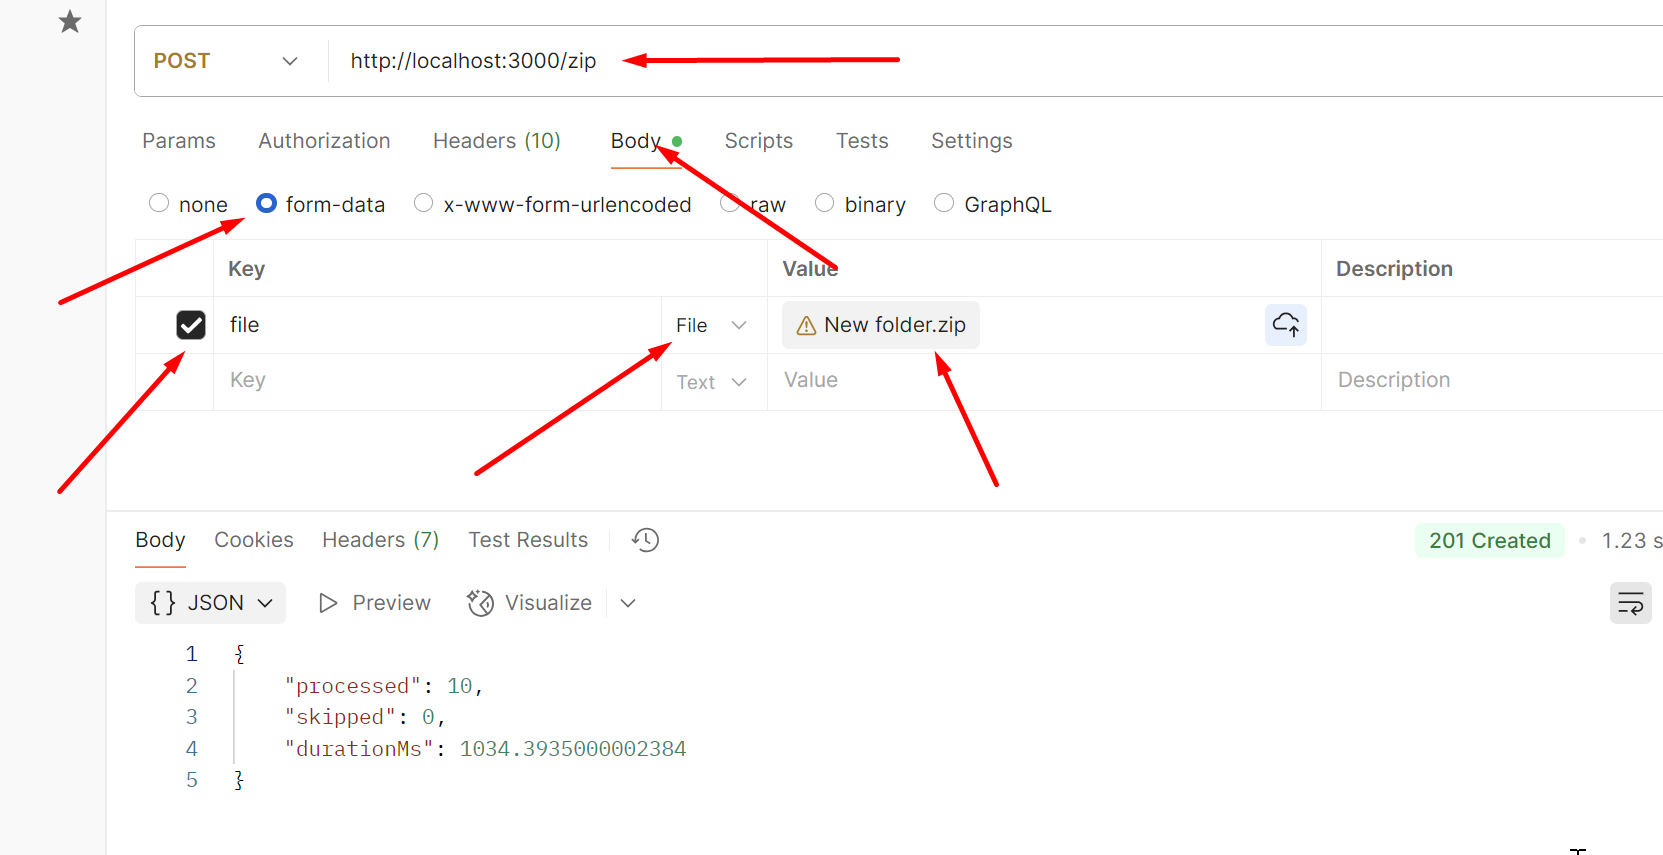 POST http://localhost:3000/zip
Params Authorization Headers (10) Body Scripts Tests Settings
none form-data x-www-form-urlencoded raw binary GraphQL
Key Value Description
file File New folder.zip
Key Text Value Description
Body Cookies Headers (7) Test Results 201 Created • 1.23 s
{} JSON Preview Visualize
1 {
2 "processed": 10,
3 "skipped": 0,
4 "durationMs": 1034.3935000002384
5 }